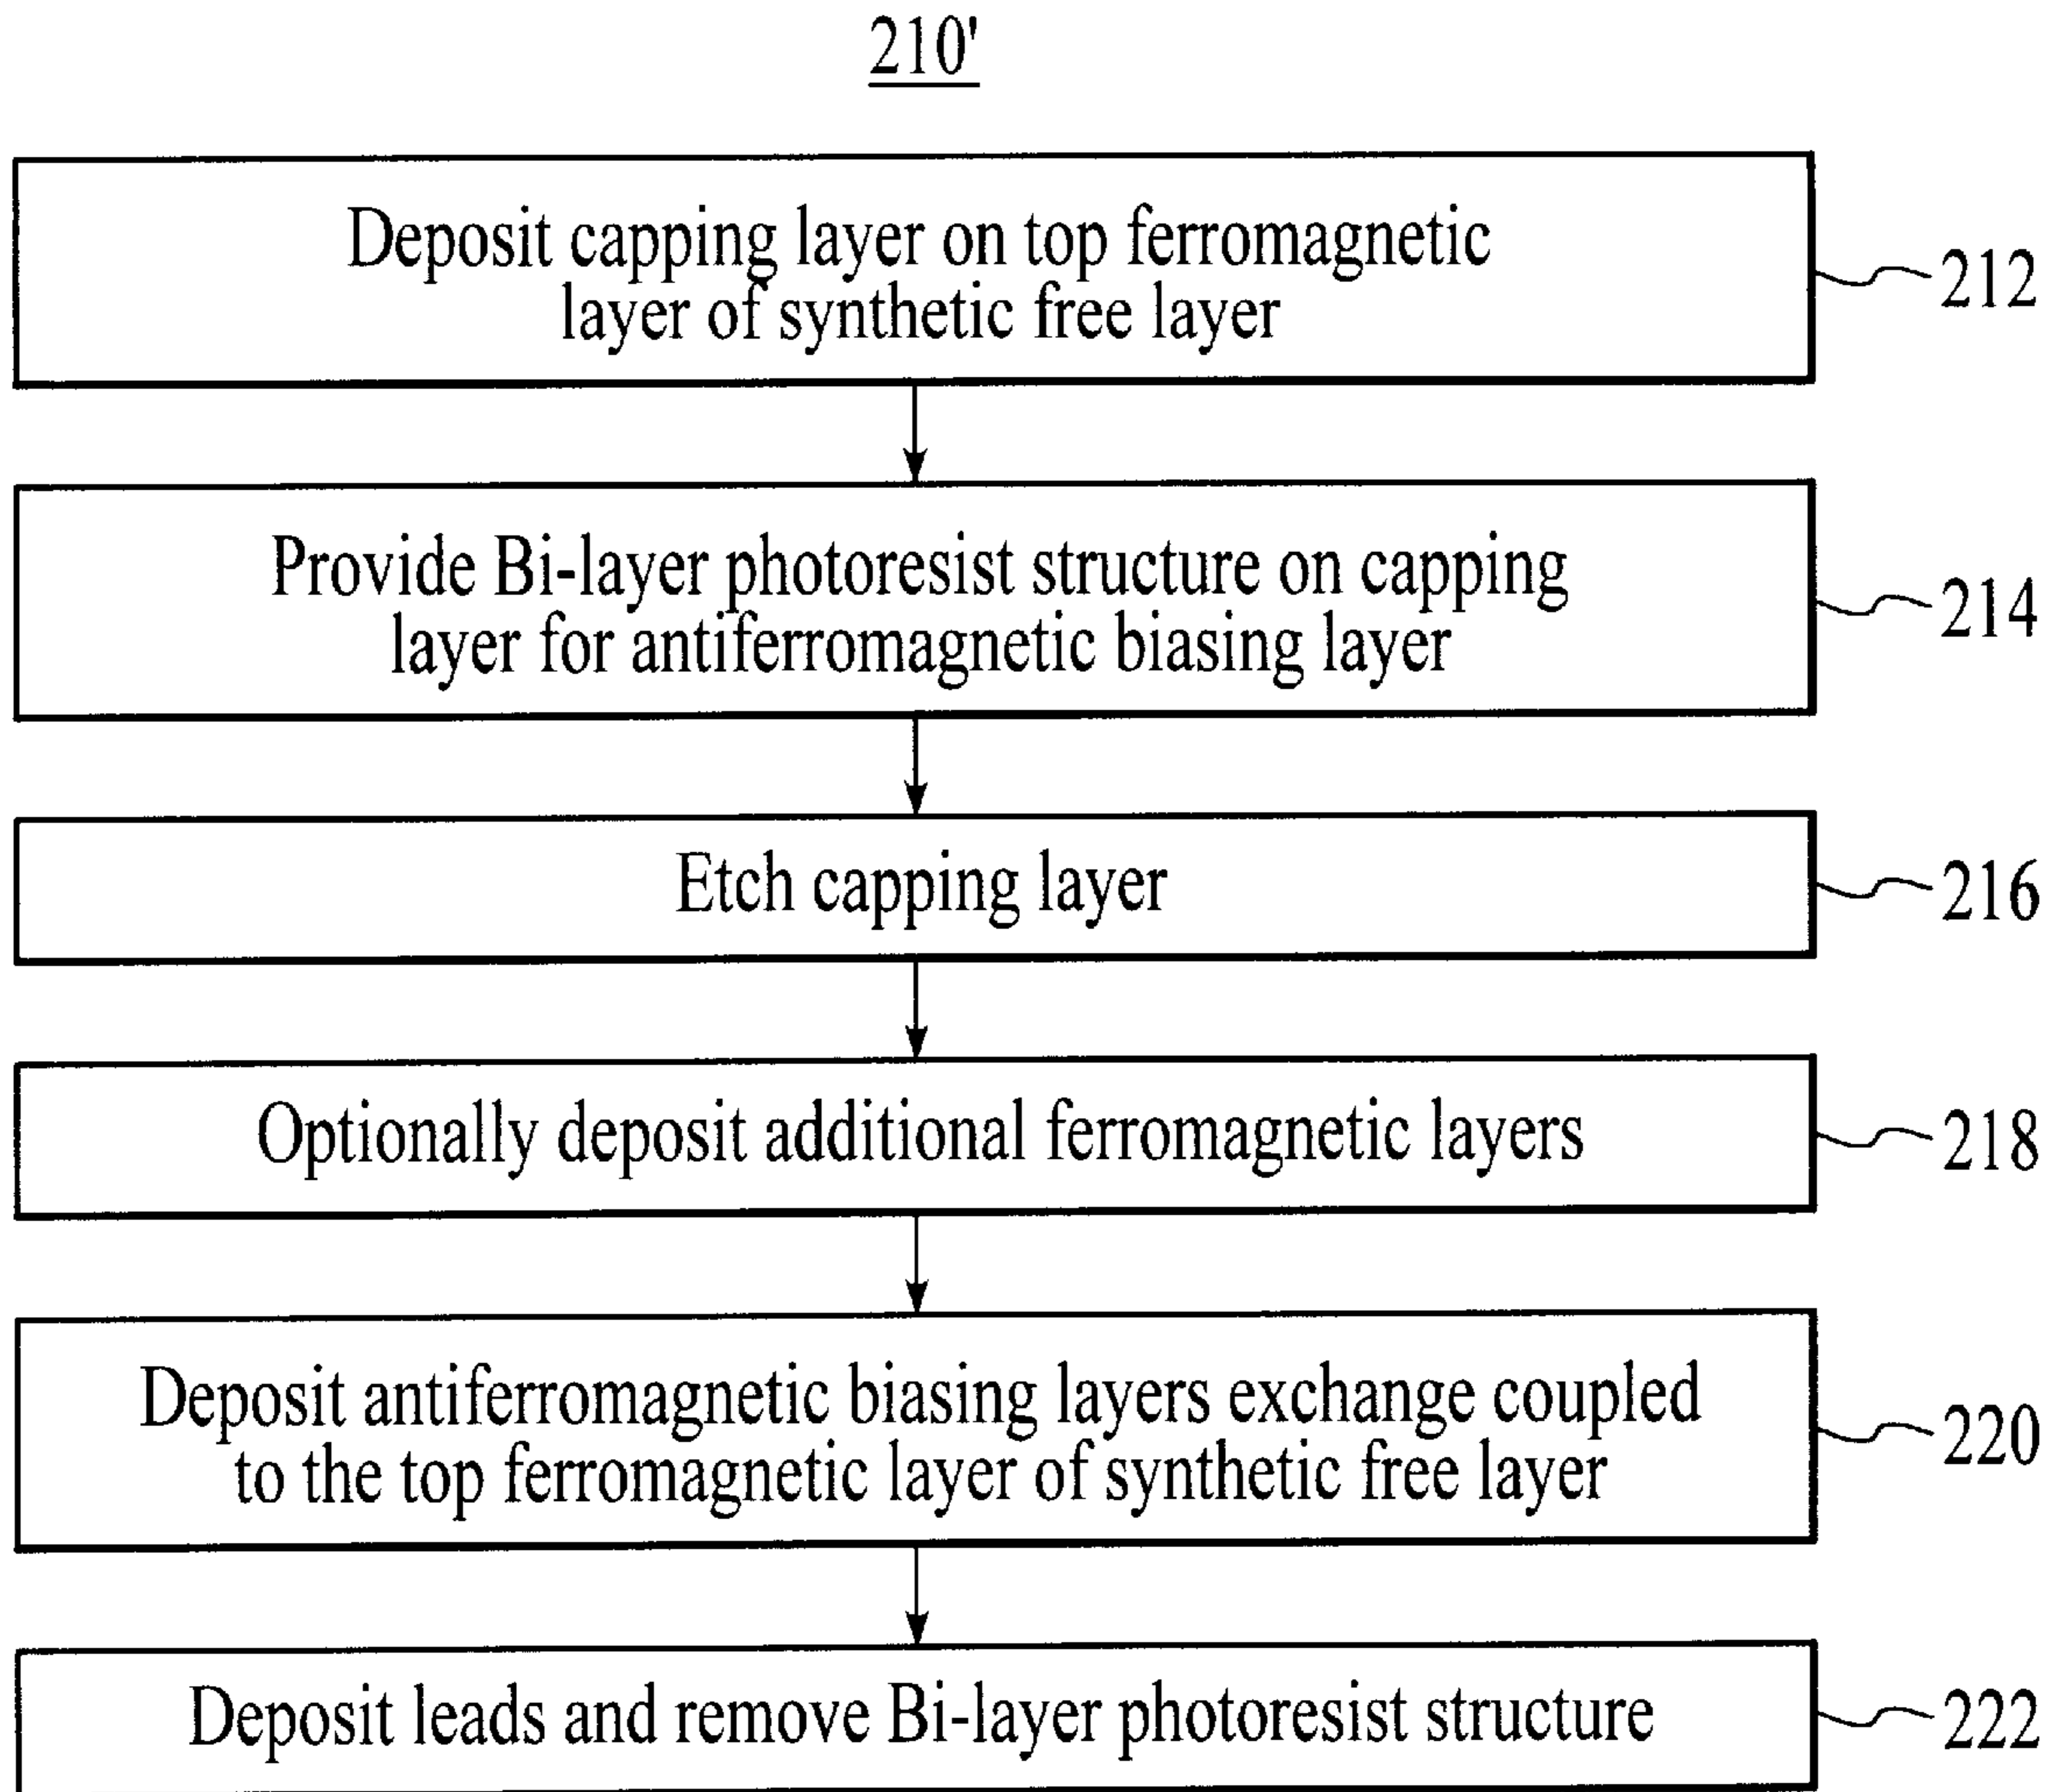 210'
Deposit capping layer on top ferromagnetic
layer of synthetic free layer
212
Provide Bi-layer photoresist structure on capping
layer for antiferromagnetic biasing layer
214
Etch capping layer
216
Optionally deposit additional ferromagnetic layers
218
Deposit antiferromagnetic biasing layers exchange coupled
to the top ferromagnetic layer of synthetic free layer
220
Deposit leads and remove Bi-layer photoresist structure
222